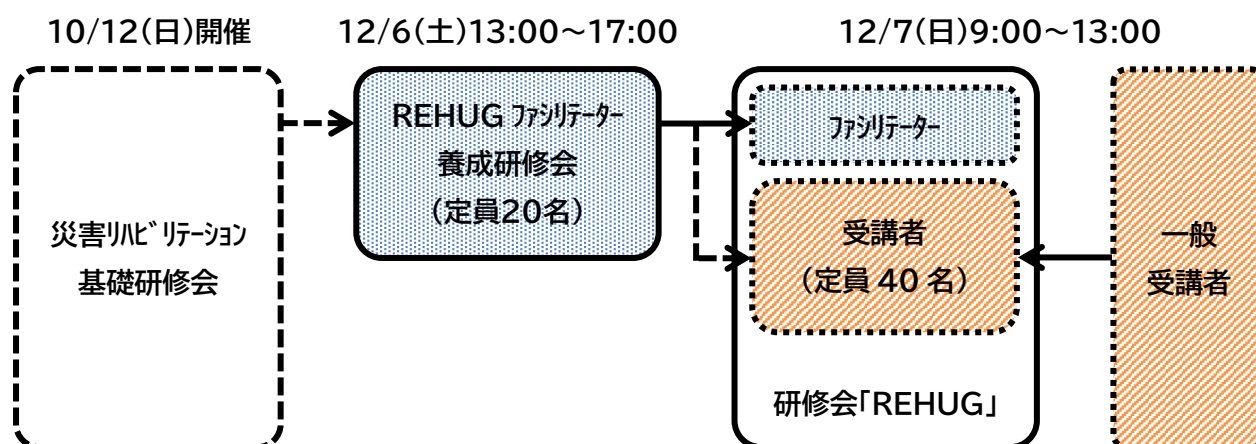 10/12(日)開催
12/6(土)13:00～17:00
12/7(日)9:00～13:00
災害ﾘﾊﾋﾞﾘﾃｰｼｮﾝ
基礎研修会
REHUG ﾌｧｼﾘﾃｰﾀｰ
養成研修会
（定員20名）
ﾌｧｼﾘﾃｰﾀｰ
受講者
（定員 40 名）
研修会「REHUG」
一般
受講者